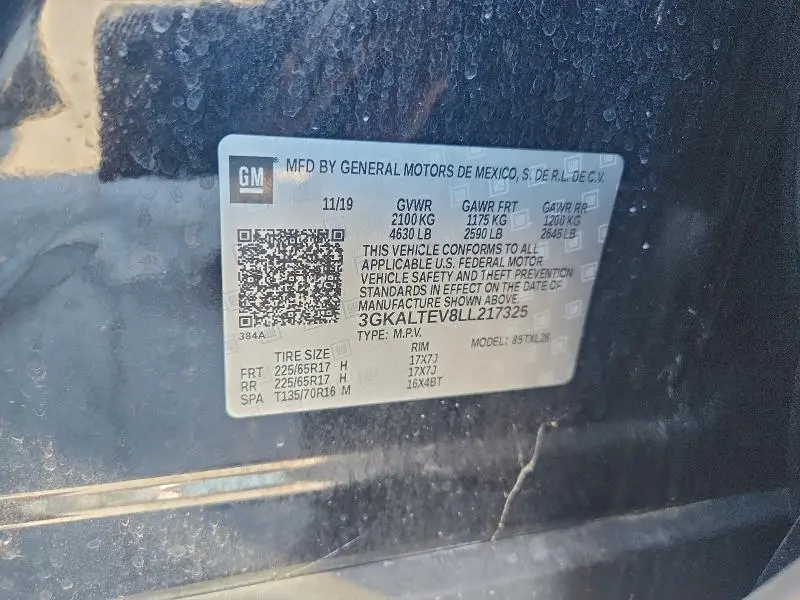 GM ® MFD BY GENERAL MOTORS DE MEXICO, S. DE R.L. DE C.V.
11/19 GVWR GAWR FRT GAWR RR
2100 KG 1175 KG 1200 KG
4630 LB 2590 LB 2645 LB
THIS VEHICLE CONFORMS TO ALL
APPLICABLE U.S. FEDERAL MOTOR
VEHICLE SAFETY AND THEFT PREVENTION
STANDARDS IN EFFECT ON THE DATE OF
MANUFACTURE SHOWN ABOVE.
384A 3GKALTEV8LL217325
TYPE: M.P.V. MODEL: 85TXL26
TIRE SIZE RIM
FRT 225/65R17 H 17X7J
RR 225/65R17 H 17X7J
SPA T135/70R16 M 16X4BT